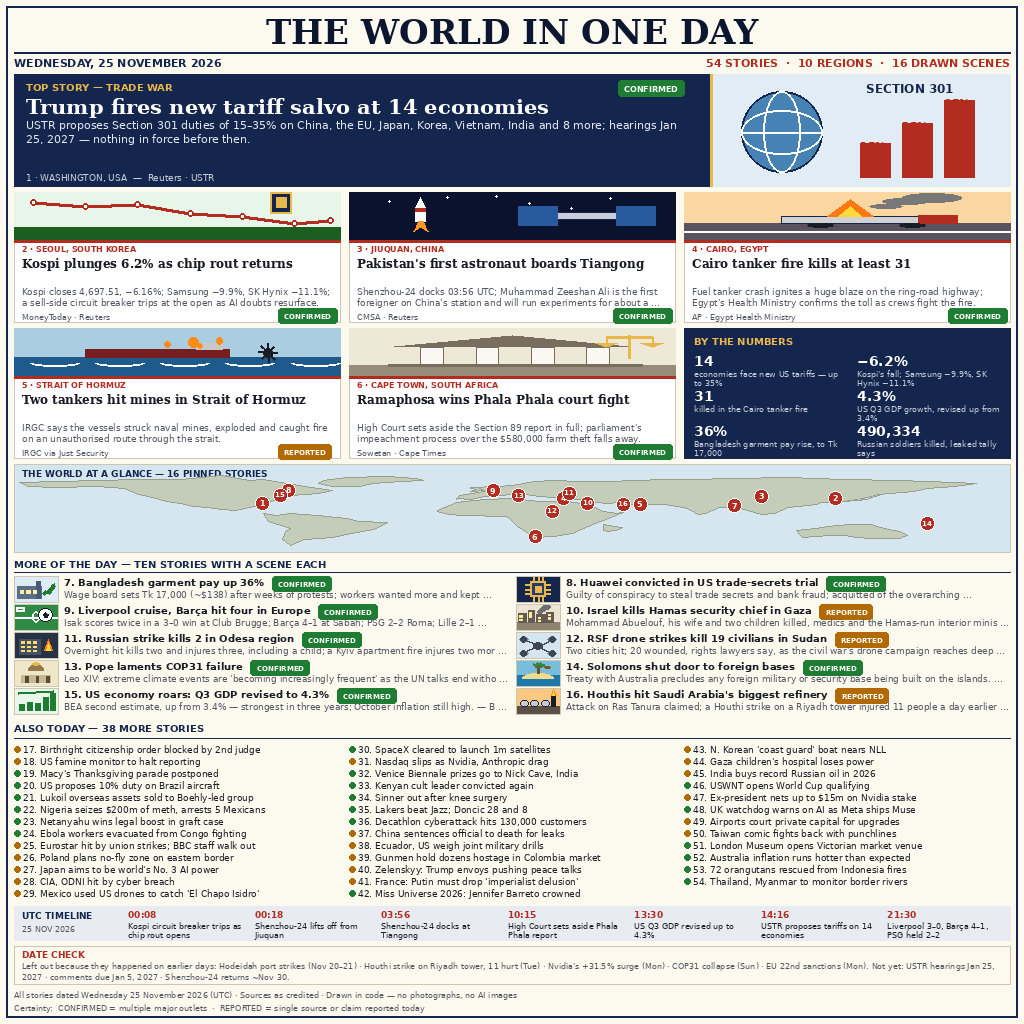 THE WORLD IN ONE DAY
WEDNESDAY, 25 NOVEMBER 2026
54 STORIES · 10 REGIONS · 16 DRAWN SCENES
TOP STORY — TRADE WAR
CONFIRMED
Trump fires new tariff salvo at 14 economies
USTR proposes Section 301 duties of 15–35% on China, the EU, Japan, Korea, Vietnam, India and 8 more; hearings Jan
25, 2027 — nothing in force before then.
1 · WASHINGTON, USA — Reuters · USTR
SECTION 301
2 · SEOUL, SOUTH KOREA
Kospi plunges 6.2% as chip rout returns
Kospi closes 4,697.51, −6.16%; Samsung −9.9%, SK Hynix −11.1%;
a sell-side circuit breaker trips at the open as AI doubts resurface.
MoneyToday · Reuters
CONFIRMED
3 · JIUQUAN, CHINA
Pakistan's first astronaut boards Tiangong
Shenzhou-24 docks 03:56 UTC; Muhammad Zeeshan Ali is the first
foreigner on China's station and will run experiments for about a ...
CMSA · Reuters
CONFIRMED
4 · CAIRO, EGYPT
Cairo tanker fire kills at least 31
Fuel tanker crash ignites a huge blaze on the ring-road highway;
Egypt's Health Ministry confirms the toll as crews fight the fire.
AP · Egypt Health Ministry
CONFIRMED
5 · STRAIT OF HORMUZ
Two tankers hit mines in Strait of Hormuz
IRGC says the vessels struck naval mines, exploded and caught fire
on an unauthorised route through the strait.
IRGC via Just Security
REPORTED
6 · CAPE TOWN, SOUTH AFRICA
Ramaphosa wins Phala Phala court fight
High Court sets aside the Section 89 report in full; parliament's
impeachment process over the $580,000 farm theft falls away.
Sowetan · Cape Times
CONFIRMED
BY THE NUMBERS
14
economies face new US tariffs — up
to 35%
−6.2%
Kospi's fall; Samsung −9.9%, SK
Hynix −11.1%
31
killed in the Cairo tanker fire
4.3%
US Q3 GDP growth, revised up from
3.4%
36%
Bangladesh garment pay rise, to Tk
17,000
490,334
Russian soldiers killed, leaked tally
says
THE WORLD AT A GLANCE — 16 PINNED STORIES
1
15
8
9
13
11
12
10
6
16
5
7
3
2
14
MORE OF THE DAY — TEN STORIES WITH A SCENE EACH
7. Bangladesh garment pay up 36%
CONFIRMED
Wage board sets Tk 17,000 (~$138) after weeks of protests; workers wanted more and kept ...
8. Huawei convicted in US trade-secrets trial
CONFIRMED
Guilty of conspiracy to steal trade secrets and bank fraud; acquitted of the overarching ...
9. Liverpool cruise, Barça hit four in Europe
CONFIRMED
Isak scores twice in a 3–0 win at Club Brugge; Barça 4–1 at Sabah; PSG 2–2 Roma; Lille 2–1 ...
10. Israel kills Hamas security chief in Gaza
REPORTED
Mohammad Abuelouf, his wife and two children killed, medics and the Hamas-run interior minis ...
11. Russian strike kills 2 in Odesa region
CONFIRMED
Overnight hit kills two and injures three, including a child; a Kyiv apartment fire injures two mor ...
12. RSF drone strikes kill 19 civilians in Sudan
REPORTED
Two cities hit; 20 wounded, rights lawyers say, as the civil war's drone campaign reaches deep ...
13. Pope laments COP31 failure
CONFIRMED
Leo XIV: extreme climate events are 'becoming increasingly frequent' as the UN talks end witho ...
14. Solomons shut door to foreign bases
CONFIRMED
Treaty with Australia precludes any foreign military or security base being built on the islands. ...
15. US economy roars: Q3 GDP revised to 4.3%
CONFIRMED
BEA second estimate, up from 3.4% — strongest in three years; October inflation still high. — B ...
16. Houthis hit Saudi Arabia's biggest refinery
REPORTED
Attack on Ras Tanura claimed; a Houthi strike on a Riyadh tower injured 11 people a day earlier ...
ALSO TODAY — 38 MORE STORIES
17. Birthright citizenship order blocked by 2nd judge
18. US famine monitor to halt reporting
19. Macy's Thanksgiving parade postponed
20. US proposes 10% duty on Brazil aircraft
21. Lukoil overseas assets sold to Boehly-led group
22. Nigeria seizes $200m of meth, arrests 5 Mexicans
23. Netanyahu wins legal boost in graft case
24. Ebola workers evacuated from Congo fighting
25. Eurostar hit by union strikes; BBC staff walk out
26. Poland plans no-fly zone on eastern border
27. Japan aims to be world's No. 3 AI power
28. CIA, ODNI hit by cyber breach
29. Mexico used US drones to catch 'El Chapo Isidro'
30. SpaceX cleared to launch 1m satellites
31. Nasdaq slips as Nvidia, Anthropic drag
32. Venice Biennale prizes go to Nick Cave, India
33. Kenyan cult leader convicted again
34. Sinner out after knee surgery
35. Lakers beat Jazz; Doncic 28 and 8
36. Decathlon cyberattack hits 130,000 customers
37. China sentences official to death for leaks
38. Ecuador, US weigh joint military drills
39. Gunmen hold dozens hostage in Colombia market
40. Zelenskyy: Trump envoys pushing peace talks
41. France: Putin must drop 'imperialist delusion'
42. Miss Universe 2026: Jennifer Barreto crowned
43. N. Korean 'coast guard' boat nears NLL
44. Gaza children's hospital loses power
45. India buys record Russian oil in 2026
46. USWNT opens World Cup qualifying
47. Ex-president nets up to $15m on Nvidia stake
48. UK watchdog warns on AI as Meta ships Muse
49. Airports court private capital for upgrades
50. Taiwan comic fights back with punchlines
51. London Museum opens Victorian market venue
52. Australia inflation runs hotter than expected
53. 72 orangutans rescued from Indonesia fires
54. Thailand, Myanmar to monitor border rivers
UTC TIMELINE
25 NOV 2026
00:08
Kospi circuit breaker trips as
chip rout opens
00:18
Shenzhou-24 lifts off from
Jiuquan
03:56
Shenzhou-24 docks at
Tiangong
10:15
High Court sets aside Phala
Phala report
13:30
US Q3 GDP revised up to
4.3%
14:16
USTR proposes tariffs on 14
economies
21:30
Liverpool 3–0, Barça 4–1,
PSG held 2–2
DATE CHECK
Left out because they happened on earlier days: Hodeidah port strikes (Nov 20–21) · Houthi strike on Riyadh tower, 11 hurt (Tue) · Nvidia's +31.5% surge (Mon) · COP31 collapse (Sun) · EU 22nd sanctions (Mon). Not yet: USTR hearings Jan 25,
2027 · comments due Jan 5, 2027 · Shenzhou-24 returns ~Nov 30.
All stories dated Wednesday 25 November 2026 (UTC) · Sources as credited · Drawn in code — no photographs, no AI images
Certainty: CONFIRMED = multiple major outlets · REPORTED = single source or claim reported today